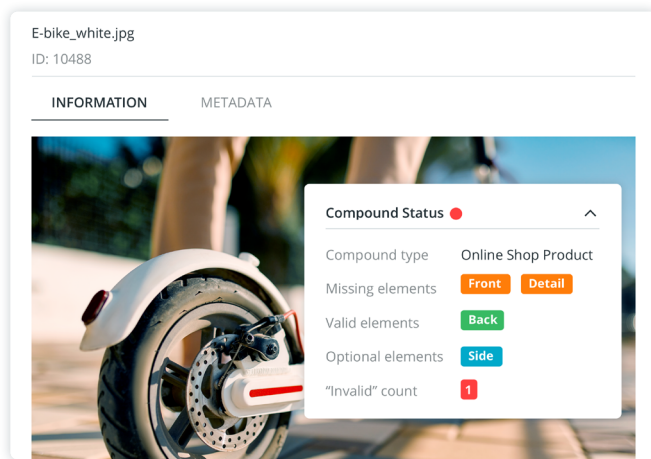 E-bike_white.jpg
ID: 10488
INFORMATION METADATA
Compound Status
Compound type Online Shop Product
Missing elements Front Detail
Valid elements Back
Optional elements Side
“Invalid” count 1